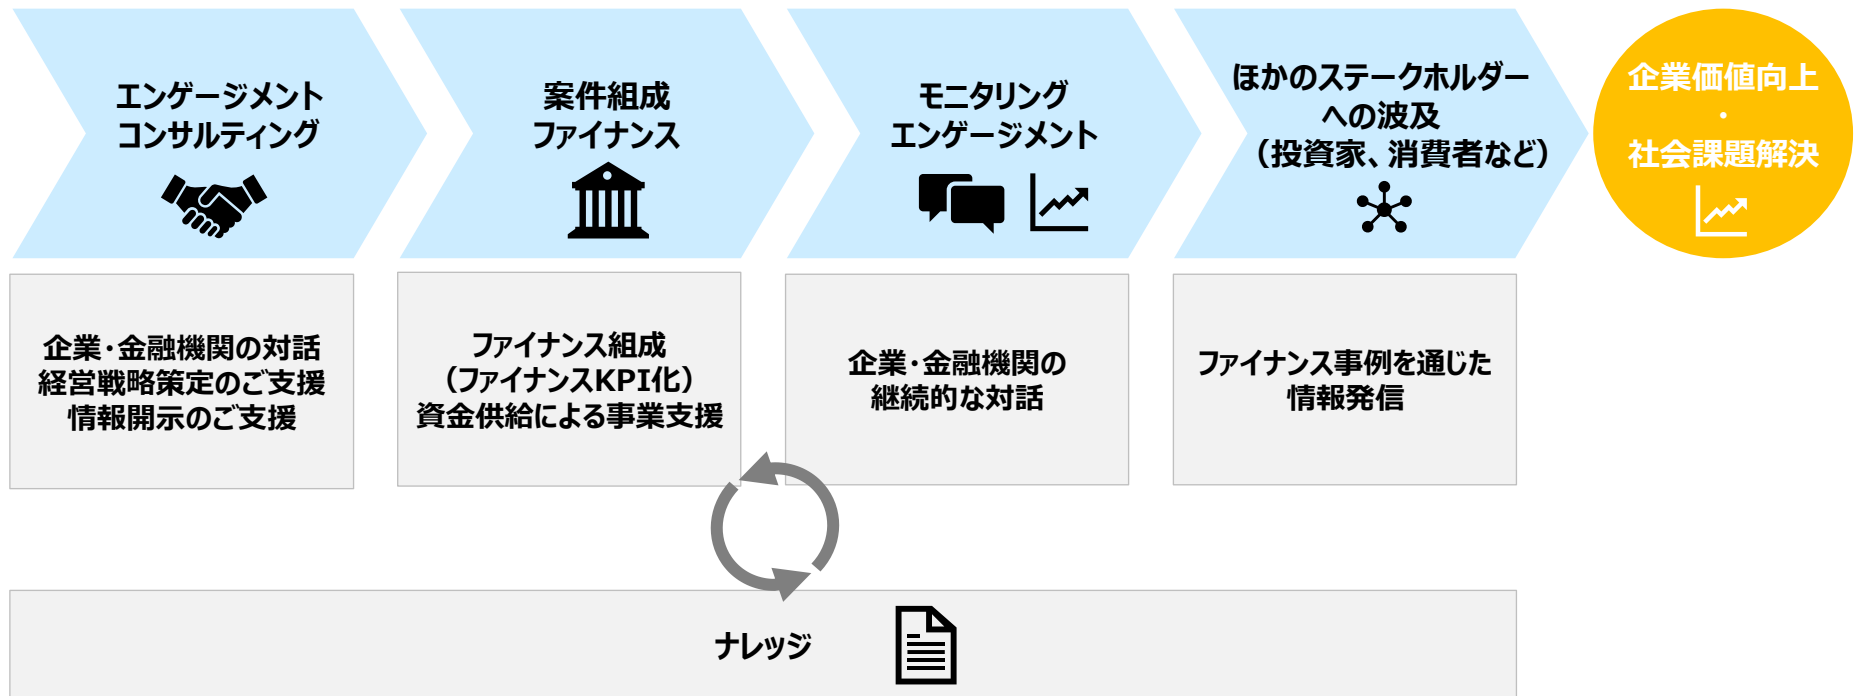 エンゲージメント
コンサルティング
案件組成
ファイナンス
モニタリング
エンゲージメント
ほかのステークホルダー
への波及
（投資家、消費者など）
企業価値向上
・
社会課題解決
企業・金融機関の対話
経営戦略策定のご支援
情報開示のご支援
ファイナンス組成
（ファイナンスKPI化）
資金供給による事業支援
企業・金融機関の
継続的な対話
ファイナンス事例を通じた
情報発信
ナレッジ